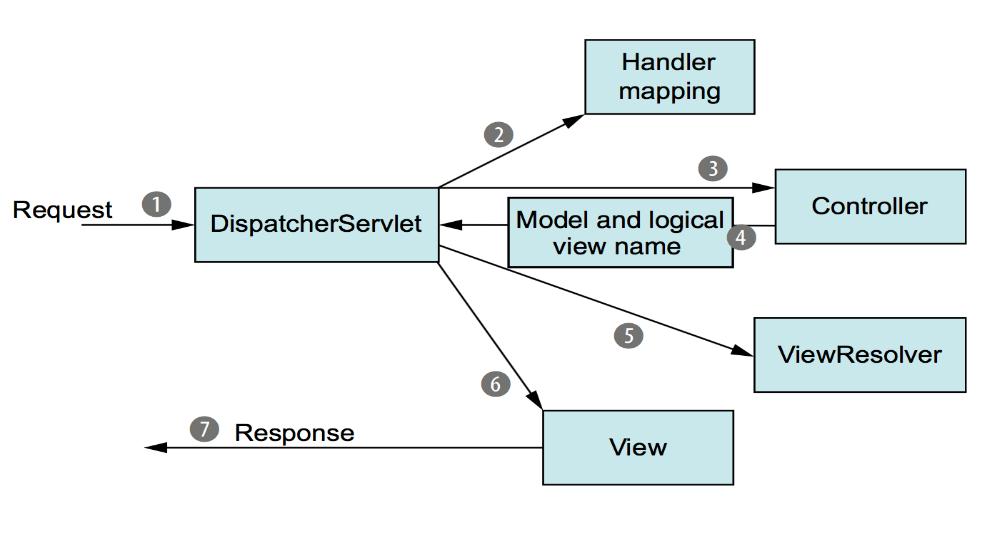 Handler
mapping
2
3
1
Request
DispatcherServlet
Model and logical
view name
4
Controller
5
ViewResolver
6
7
Response
View